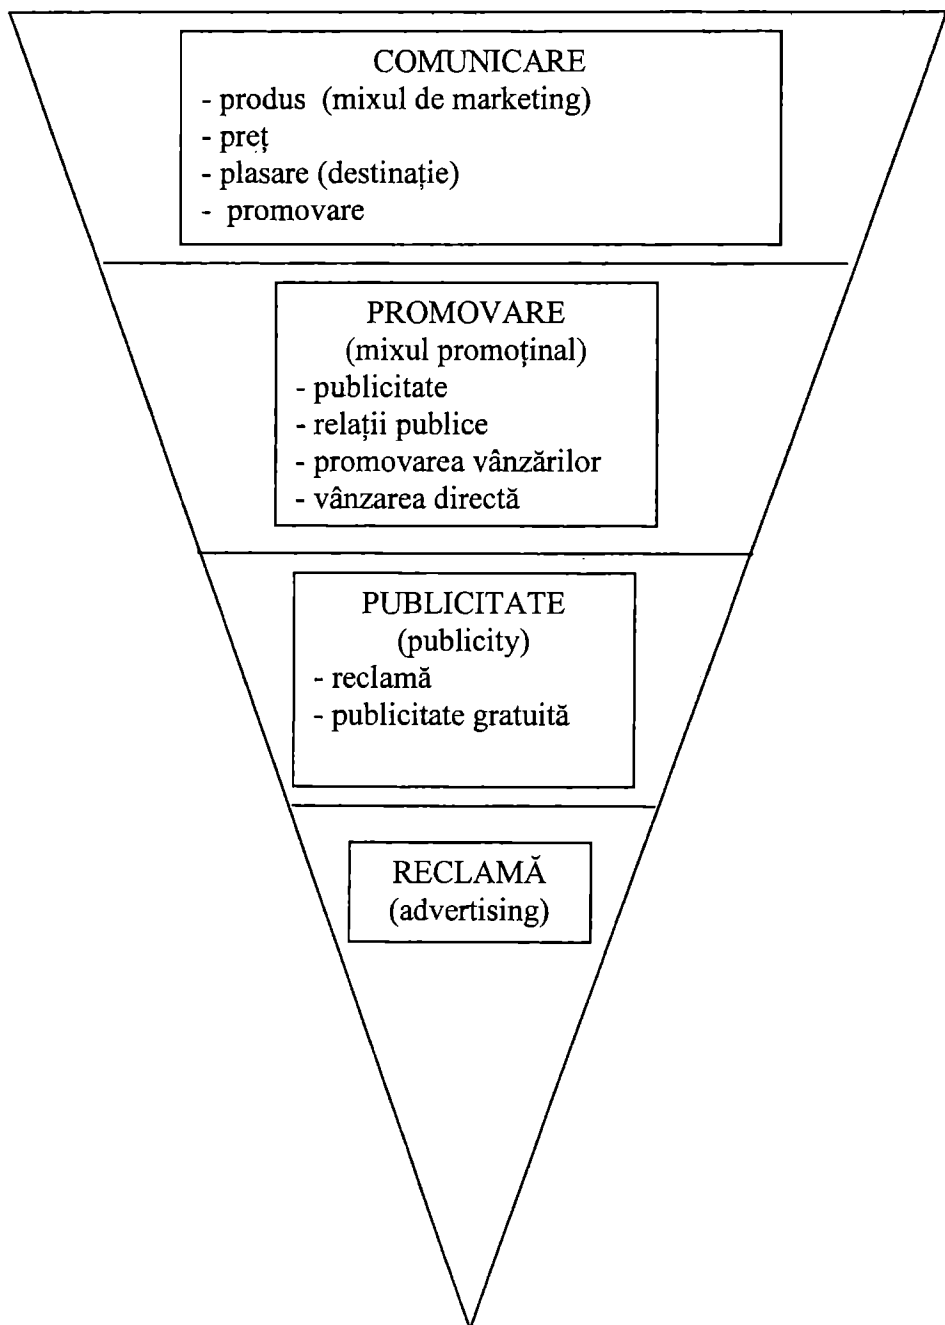 COMUNICARE
- produs (mixul de marketing)
- preț
- plasare (destinație)
- promovare
PROMOVARE
(mixul promoținal)
- publicitate
- relații publice
- promovarea vânzărilor
- vânzarea directă
PUBLICITATE
(publicity)
- reclamă
- publicitate gratuită
RECLAMĂ
(advertising)